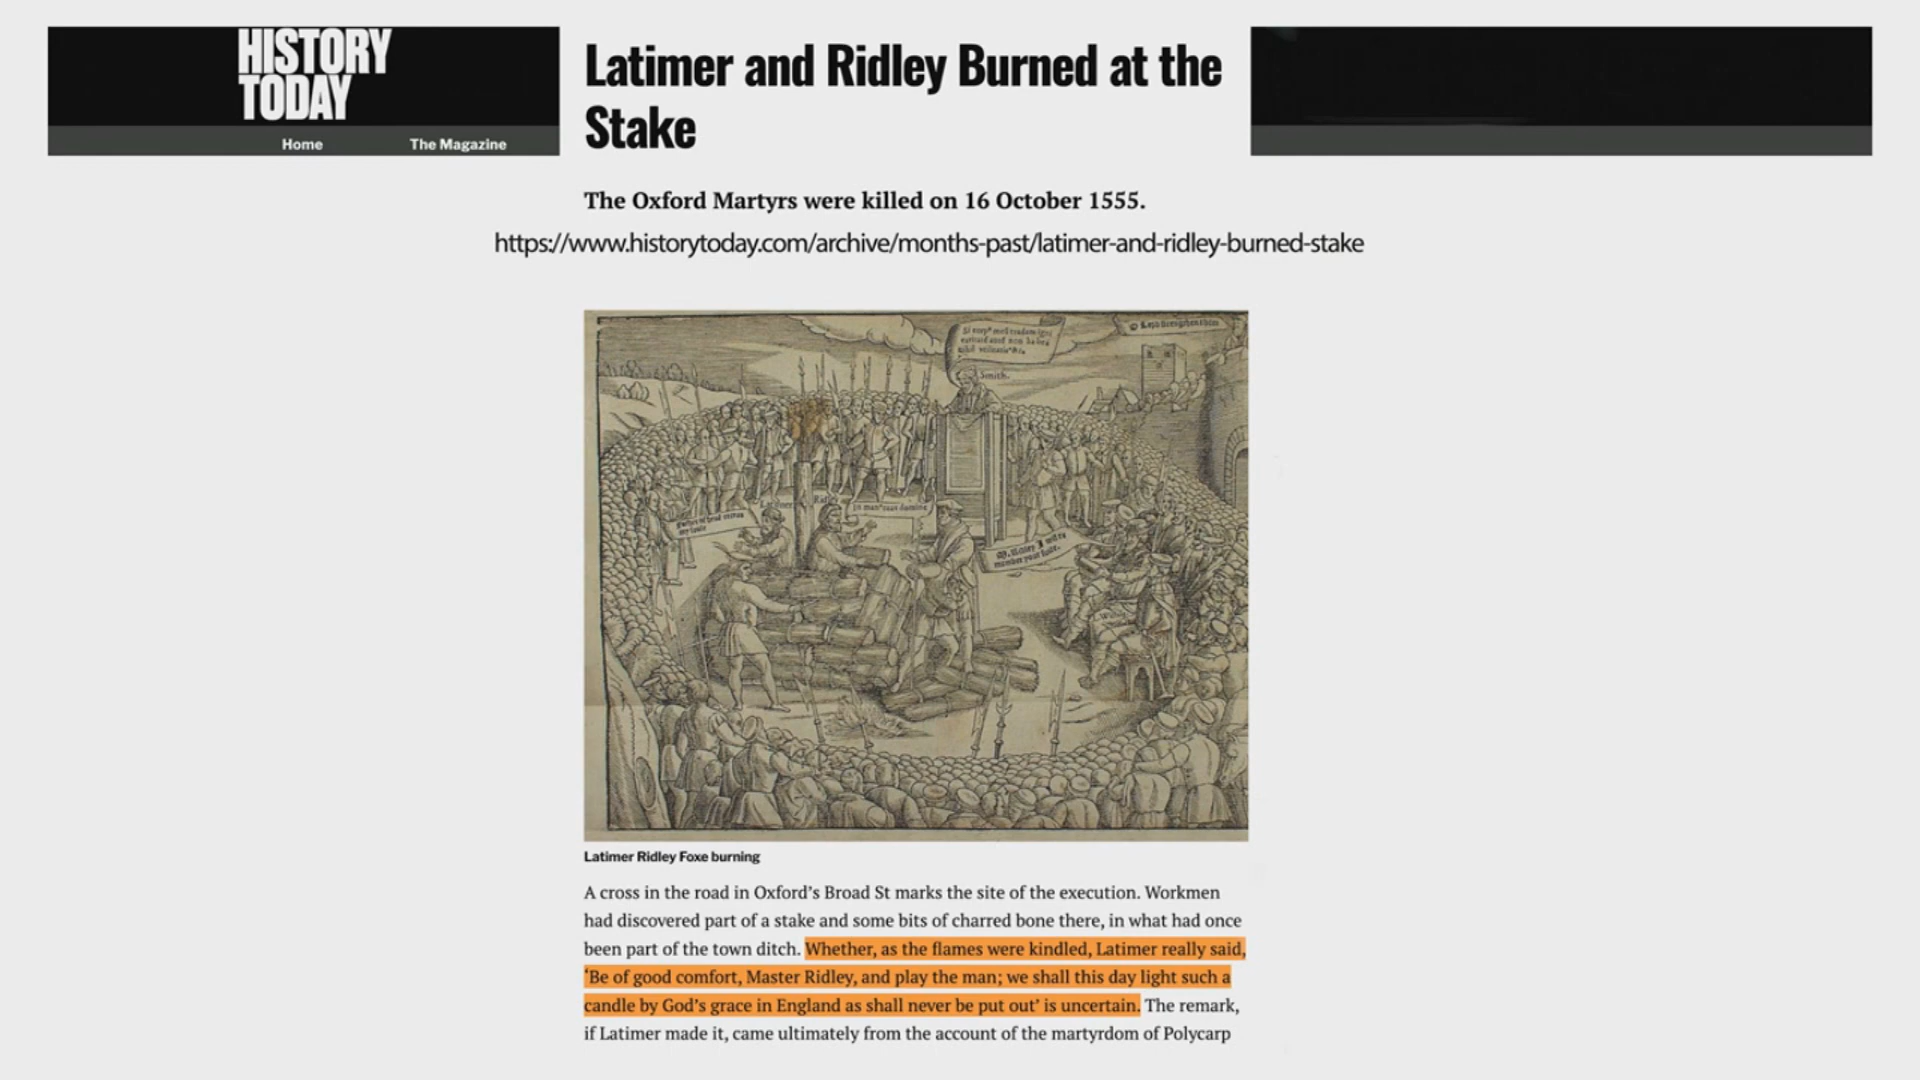 HISTORY
TODAY
Home
The Magazine
Latimer and Ridley Burned at the
Stake
The Oxford Martyrs were killed on 16 October 1555.
https://www.historytoday.com/archive/months-past/latimer-and-ridley-burned-stake
Smith.
Latimer Ridley Foxe burning
A cross in the road in Oxford’s Broad St marks the site of the execution. Workmen
had discovered part of a stake and some bits of charred bone there, in what had once
been part of the town ditch. Whether, as the flames were kindled, Latimer really said,
‘Be of good comfort, Master Ridley, and play the man; we shall this day light such a
candle by God’s grace in England as shall never be put out’ is uncertain. The remark,
if Latimer made it, came ultimately from the account of the martyrdom of Polycarp